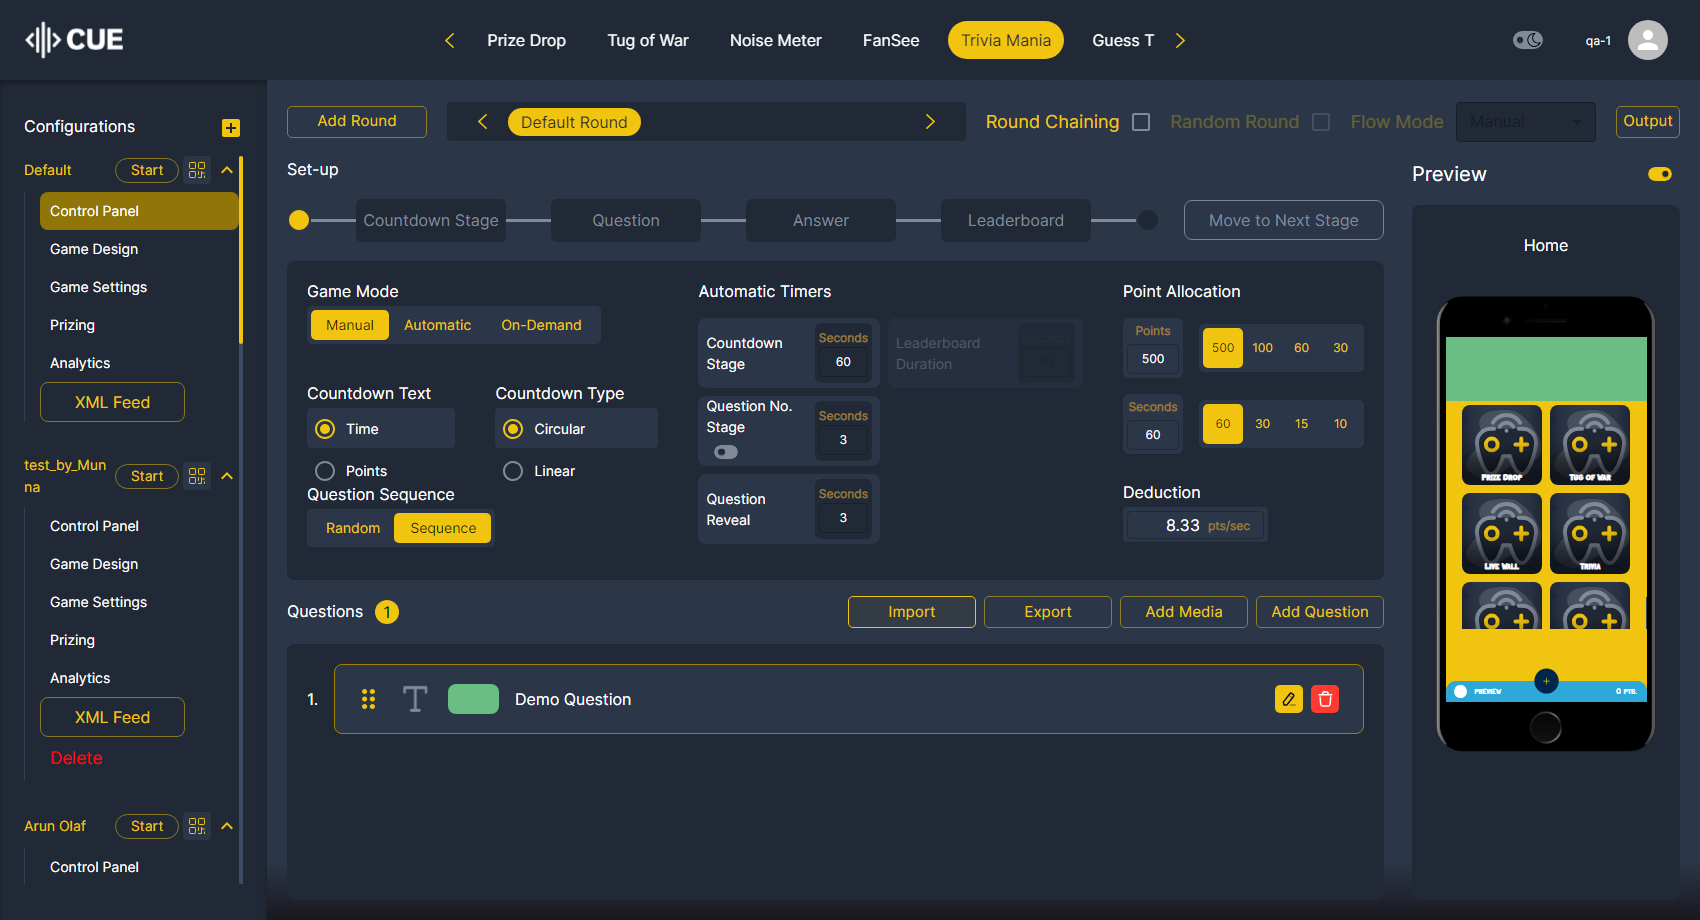 CUE
Prize Drop
Tug of War
Noise Meter
FanSee
Trivia Mania
Guess T
qa-1
Configurations
Default
Start
Control Panel
Game Design
Game Settings
Prizing
Analytics
XML Feed
test_by_Mun
na
Start
Control Panel
Game Design
Game Settings
Prizing
Analytics
XML Feed
Delete
Arun Olaf
Start
Control Panel
Add Round
Default Round
Round Chaining
Random Round
Flow Mode
Manual
Output
Set-up
Countdown Stage
Question
Answer
Leaderboard
Move to Next Stage
Game Mode
Manual
Automatic
On-Demand
Countdown Text
Time
Points
Countdown Type
Circular
Linear
Question Sequence
Random
Sequence
Automatic Timers
Countdown
Stage
Seconds
60
Leaderboard
Duration
Seconds
10
Question No.
Stage
Seconds
3
Question
Reveal
Seconds
3
Point Allocation
Points
500
500
100
60
30
Seconds
60
60
30
15
10
Deduction
8.33 pts/sec
Questions 1
Import
Export
Add Media
Add Question
1.
Demo Question
Preview
Home
Prize Drop
Tug of War
Live Wall
Trivia
PREVIEW
0 PTS.